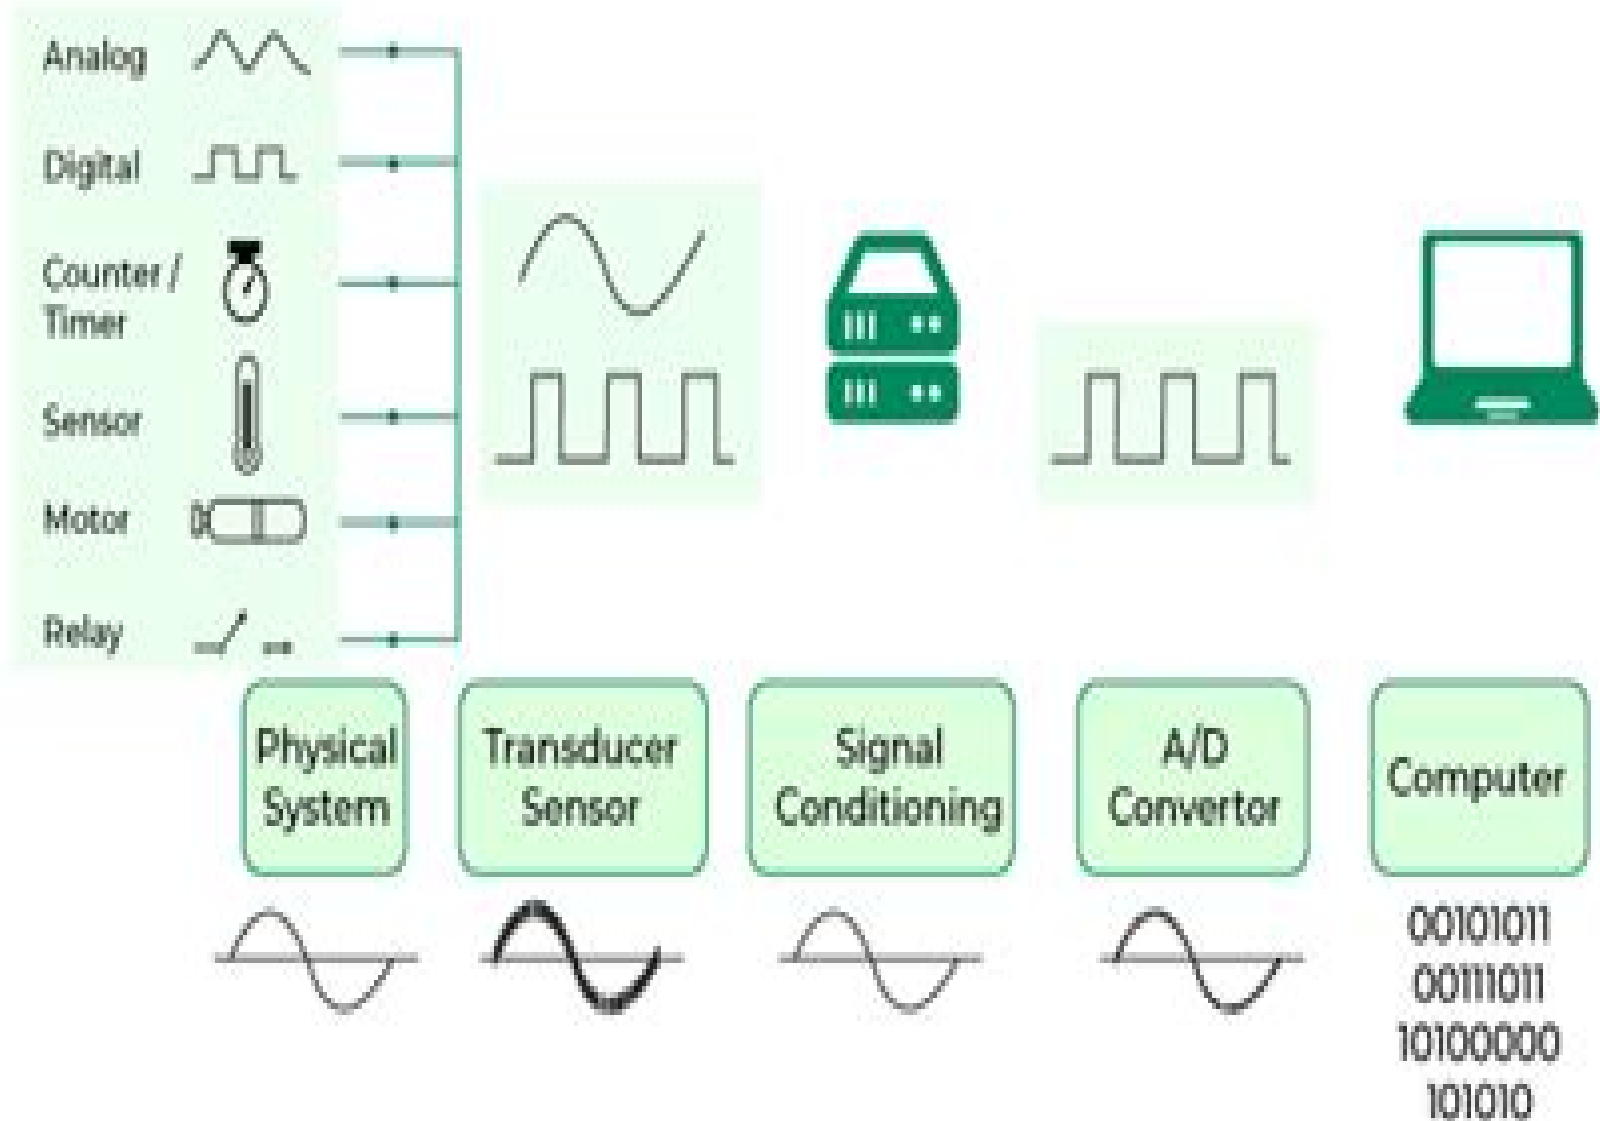 Analog
Digital
Counter /
Timer
Sensor
Motor
Relay
Physical
System
Transducer
Sensor
Signal
Conditioning
A/D
Convertor
Computer
00101011
00111011
10100000
101010